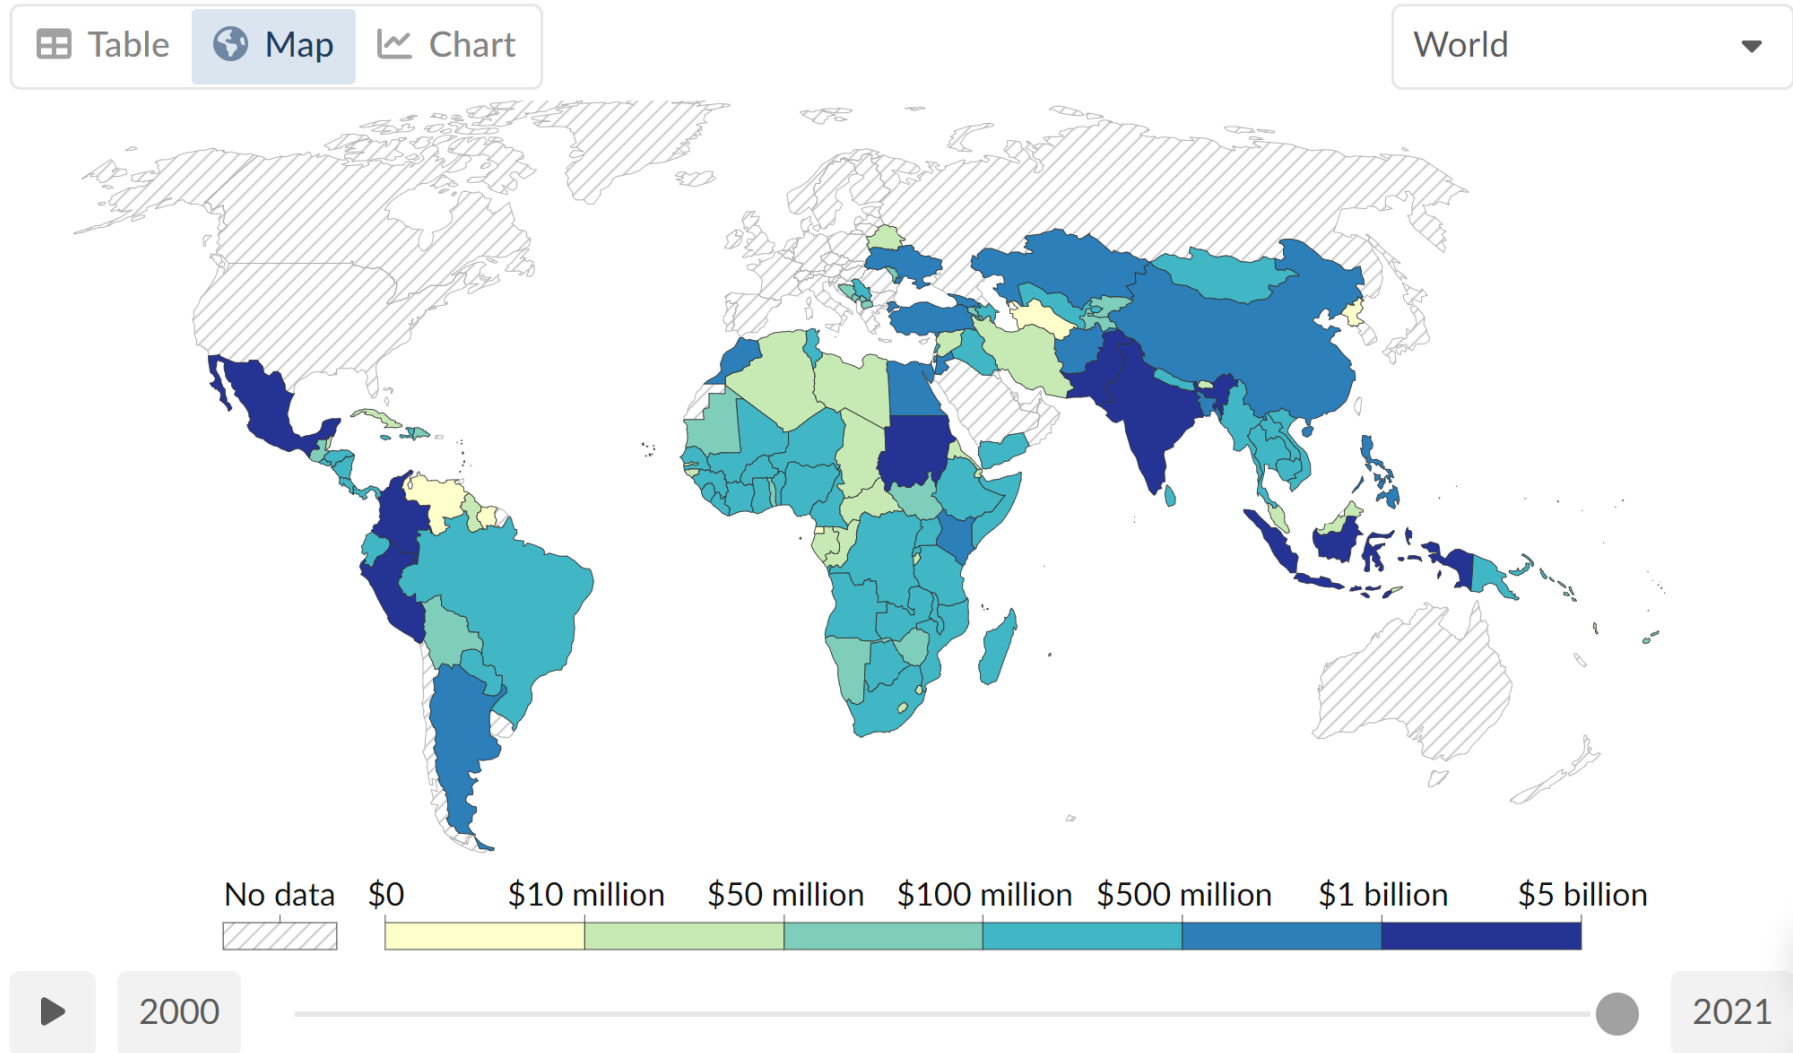 Table Map Chart World
No data $0 $10 million $50 million $100 million $500 million $1 billion $5 billion
2000 2021